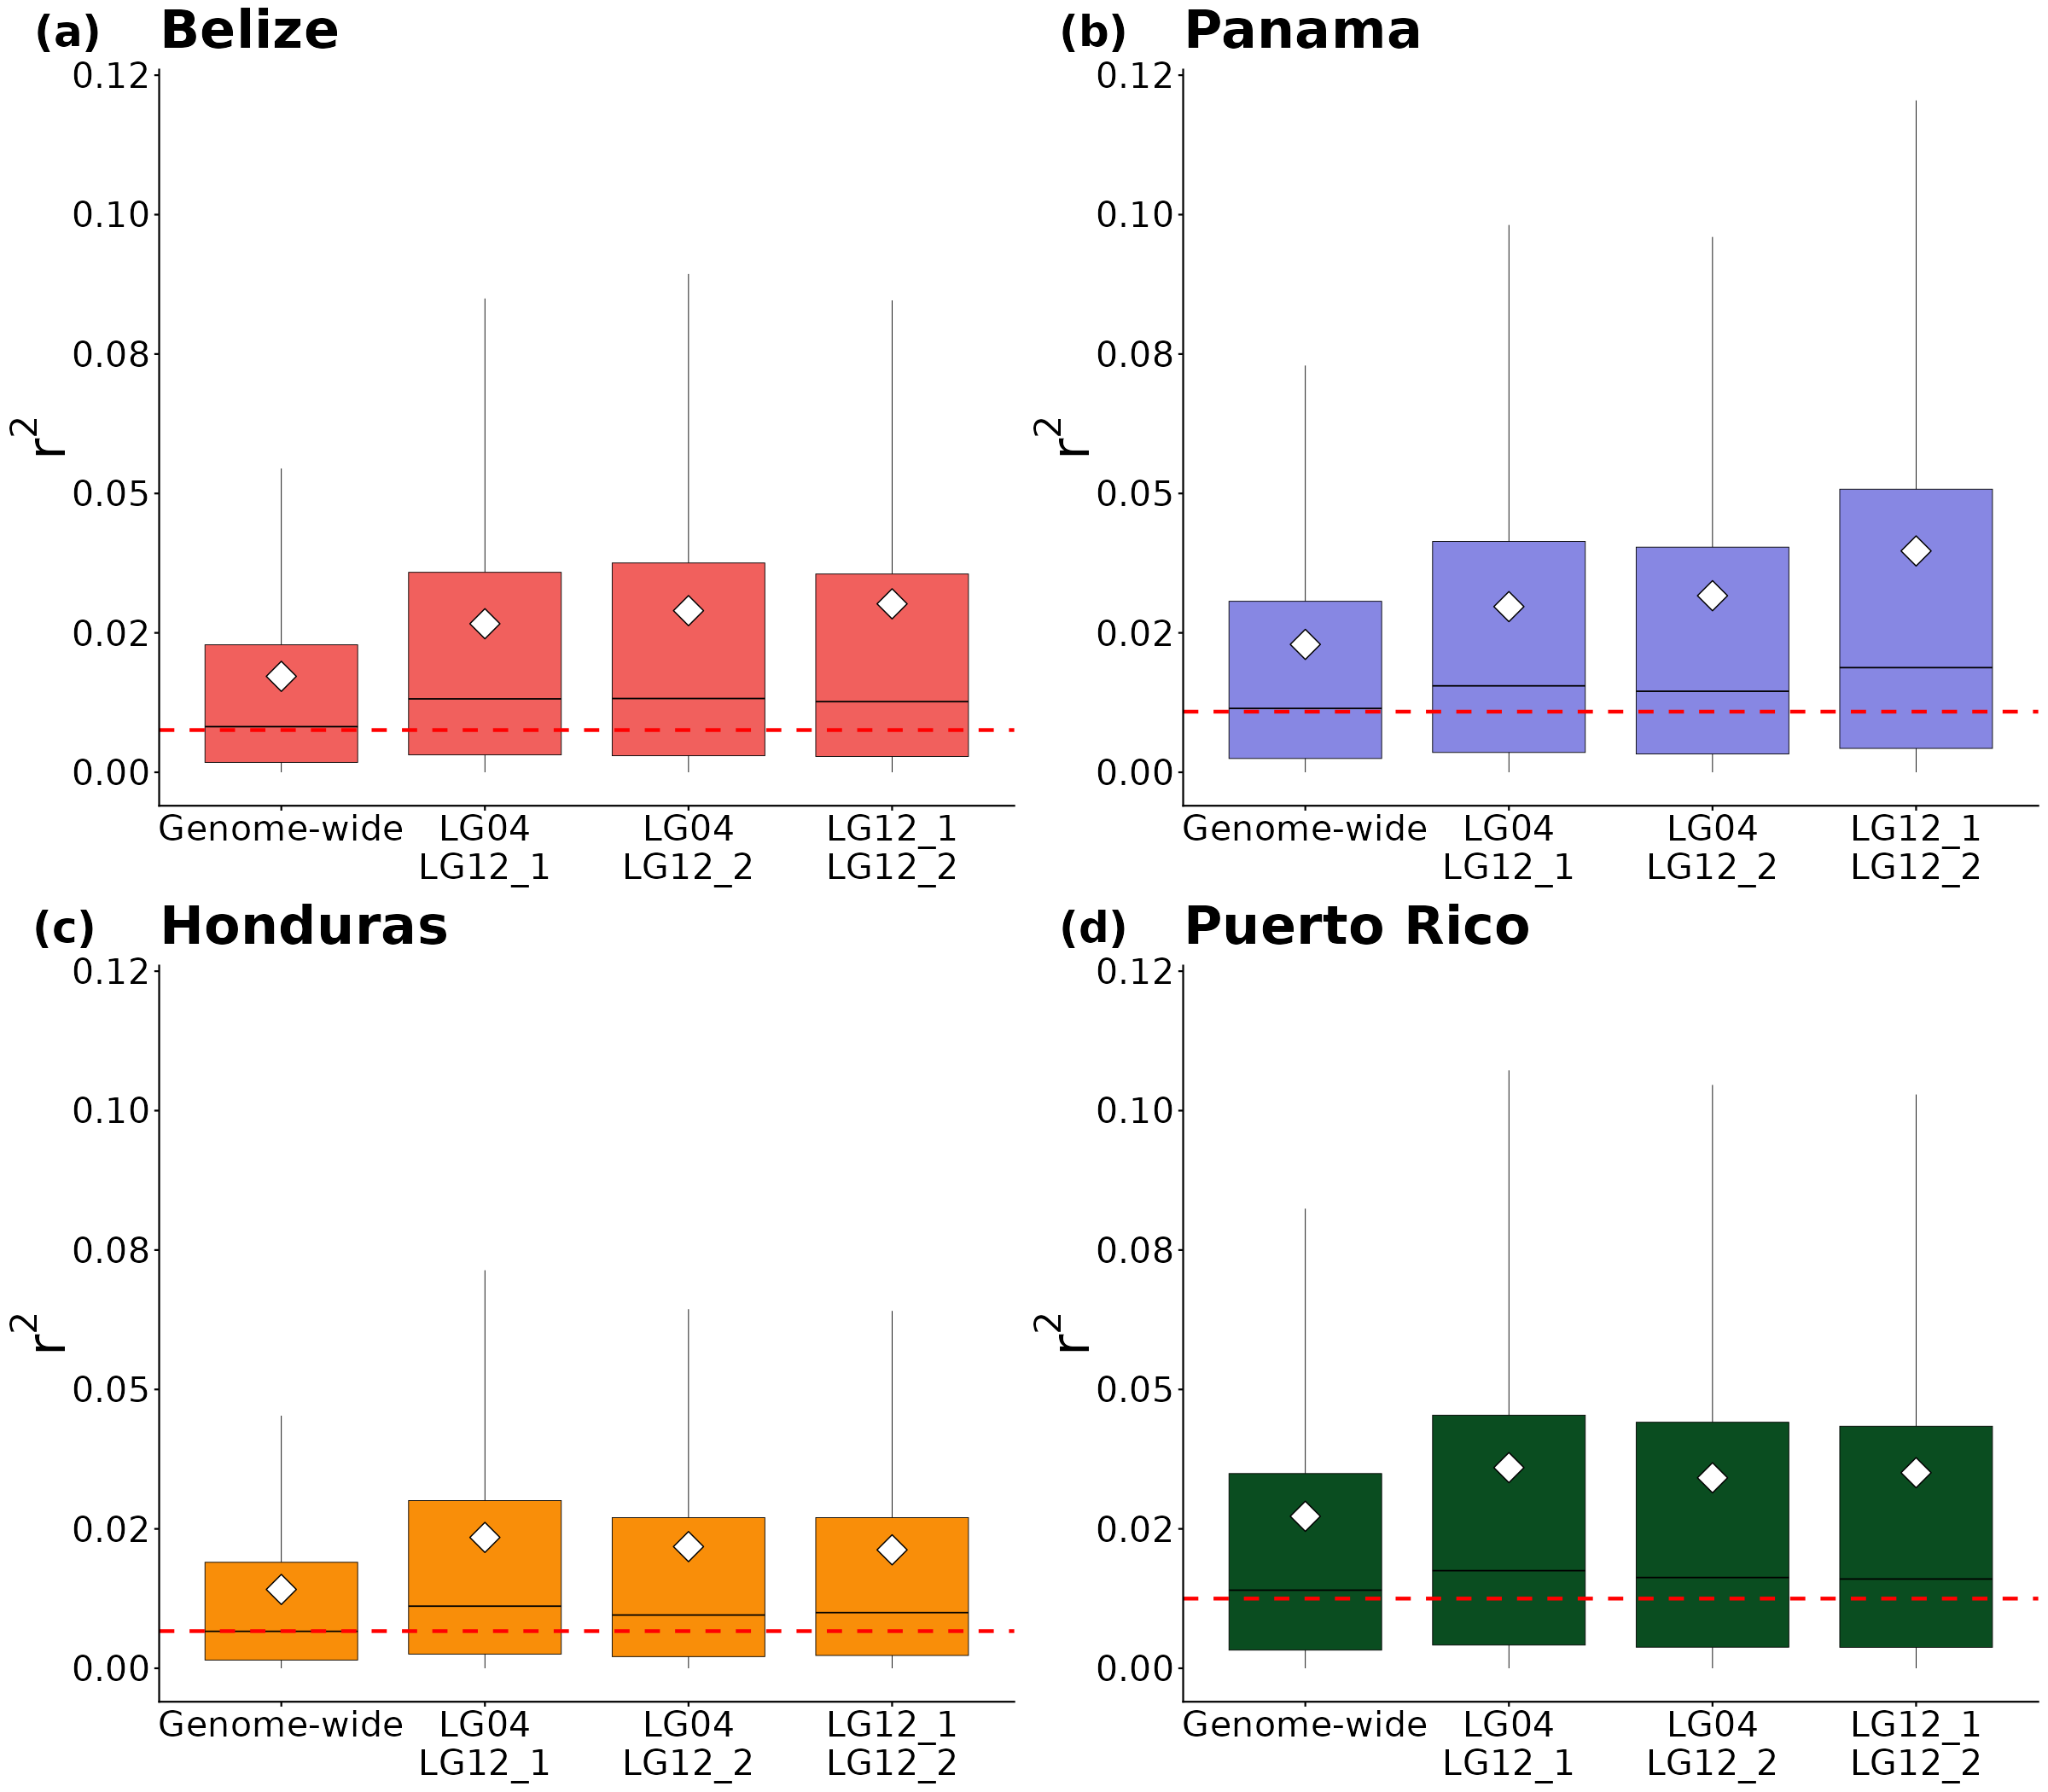 (a) Belize
0.12
0.10
0.08
0.05
0.02
0.00
r²
Genome-wide
LG04
LG12_1
LG04
LG12_2
LG12_1
LG12_2
(b) Panama
0.12
0.10
0.08
0.05
0.02
0.00
r²
Genome-wide
LG04
LG12_1
LG04
LG12_2
LG12_1
LG12_2
(c) Honduras
0.12
0.10
0.08
0.05
0.02
0.00
r²
Genome-wide
LG04
LG12_1
LG04
LG12_2
LG12_1
LG12_2
(d) Puerto Rico
0.12
0.10
0.08
0.05
0.02
0.00
r²
Genome-wide
LG04
LG12_1
LG04
LG12_2
LG12_1
LG12_2